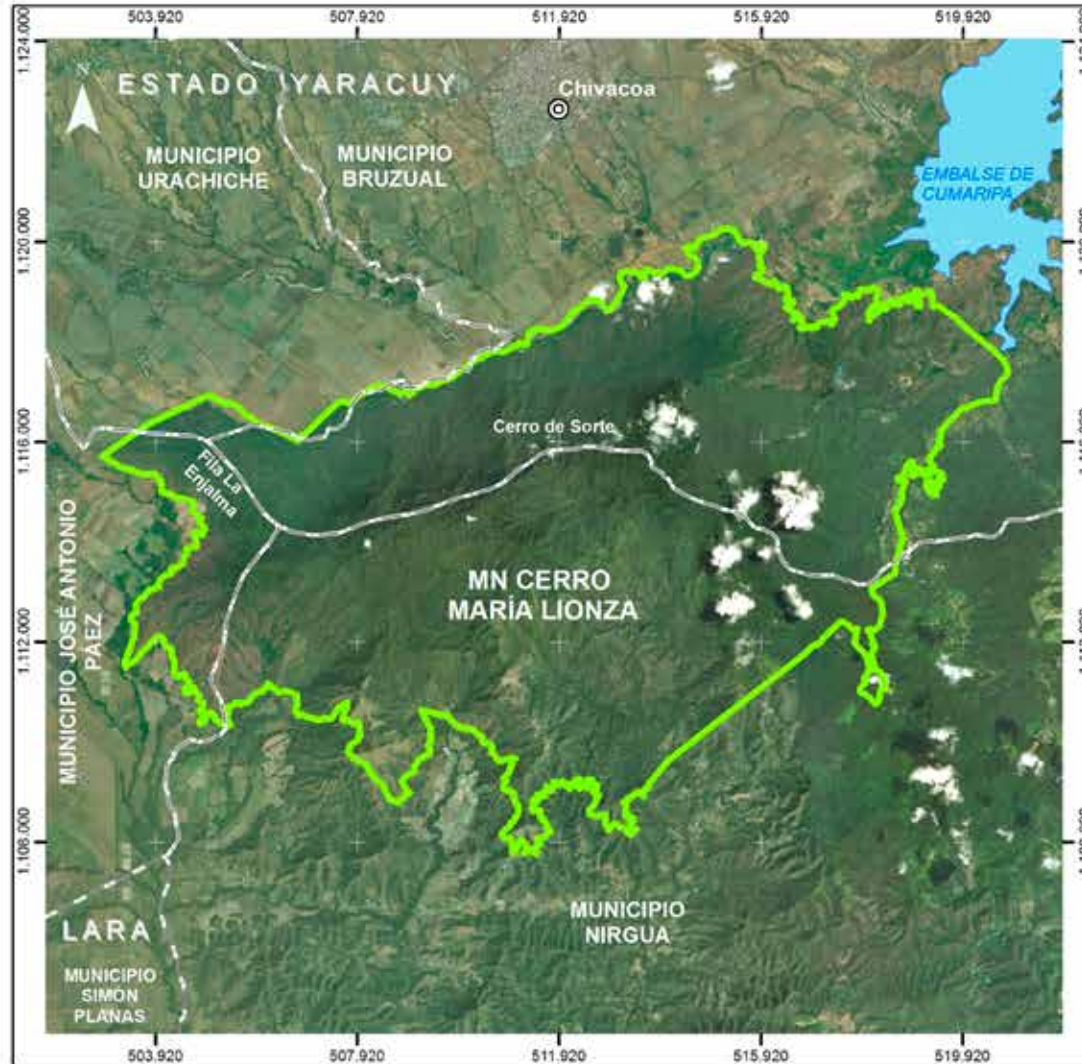 503.920 507.920 511.920 515.920 519.920
1.124.000
N
ESTADO YARACUY
Chivacoa
MUNICIPIO
URACHICHE
MUNICIPIO
BRUZUAL
EMBALSE DE
CUMARIPA
1.120.000
1.116.000
Cerro de Sorte
Fila La
Enjalma
MN CERRO
MARÍA LIONZA
MUNICIPIO JOSÉ ANTONIO
PAEZ
1.112.000
1.108.000
MUNICIPIO
NIRGUA
LARA
MUNICIPIO
SIMON
PLANAS
503.920 507.920 511.920 515.920 519.920